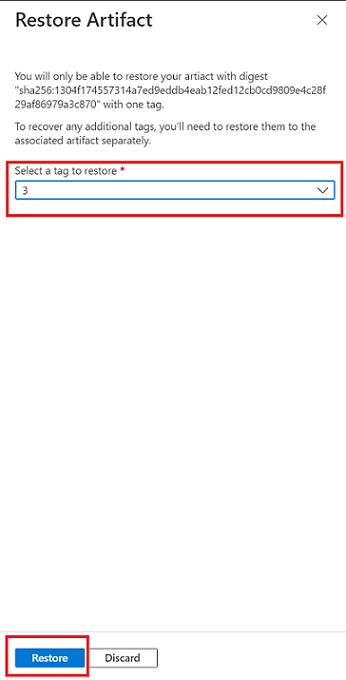 Restore Artifact
You will only be able to restore your artiact with digest
"sha256:1304f174557314a7ed9eddb4eab12fed12cb0cd9809e4c28f
29af86979a3c870" with one tag.
To recover any additional tags, you'll need to restore them to the
associated artifact separately.
Select a tag to restore *
3
Restore
Discard